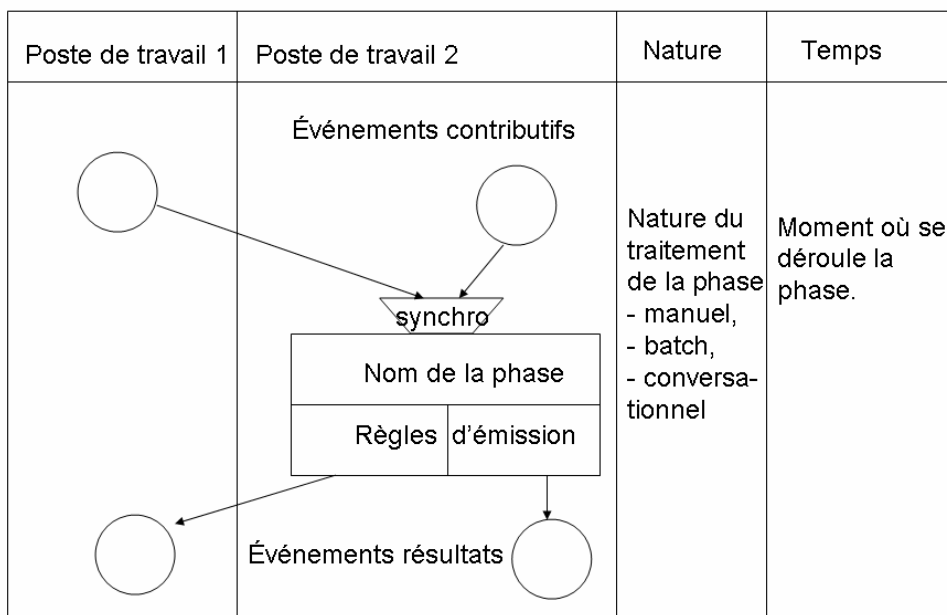 Poste de travail 1
Poste de travail 2
Nature
Temps
Événements contributifs
Nature du
traitement
de la phase
- manuel,
- batch,
- conversa-
tionnel
Moment où se
déroule la
phase.
synchro
Nom de la phase
Règles d’émission
Événements résultats